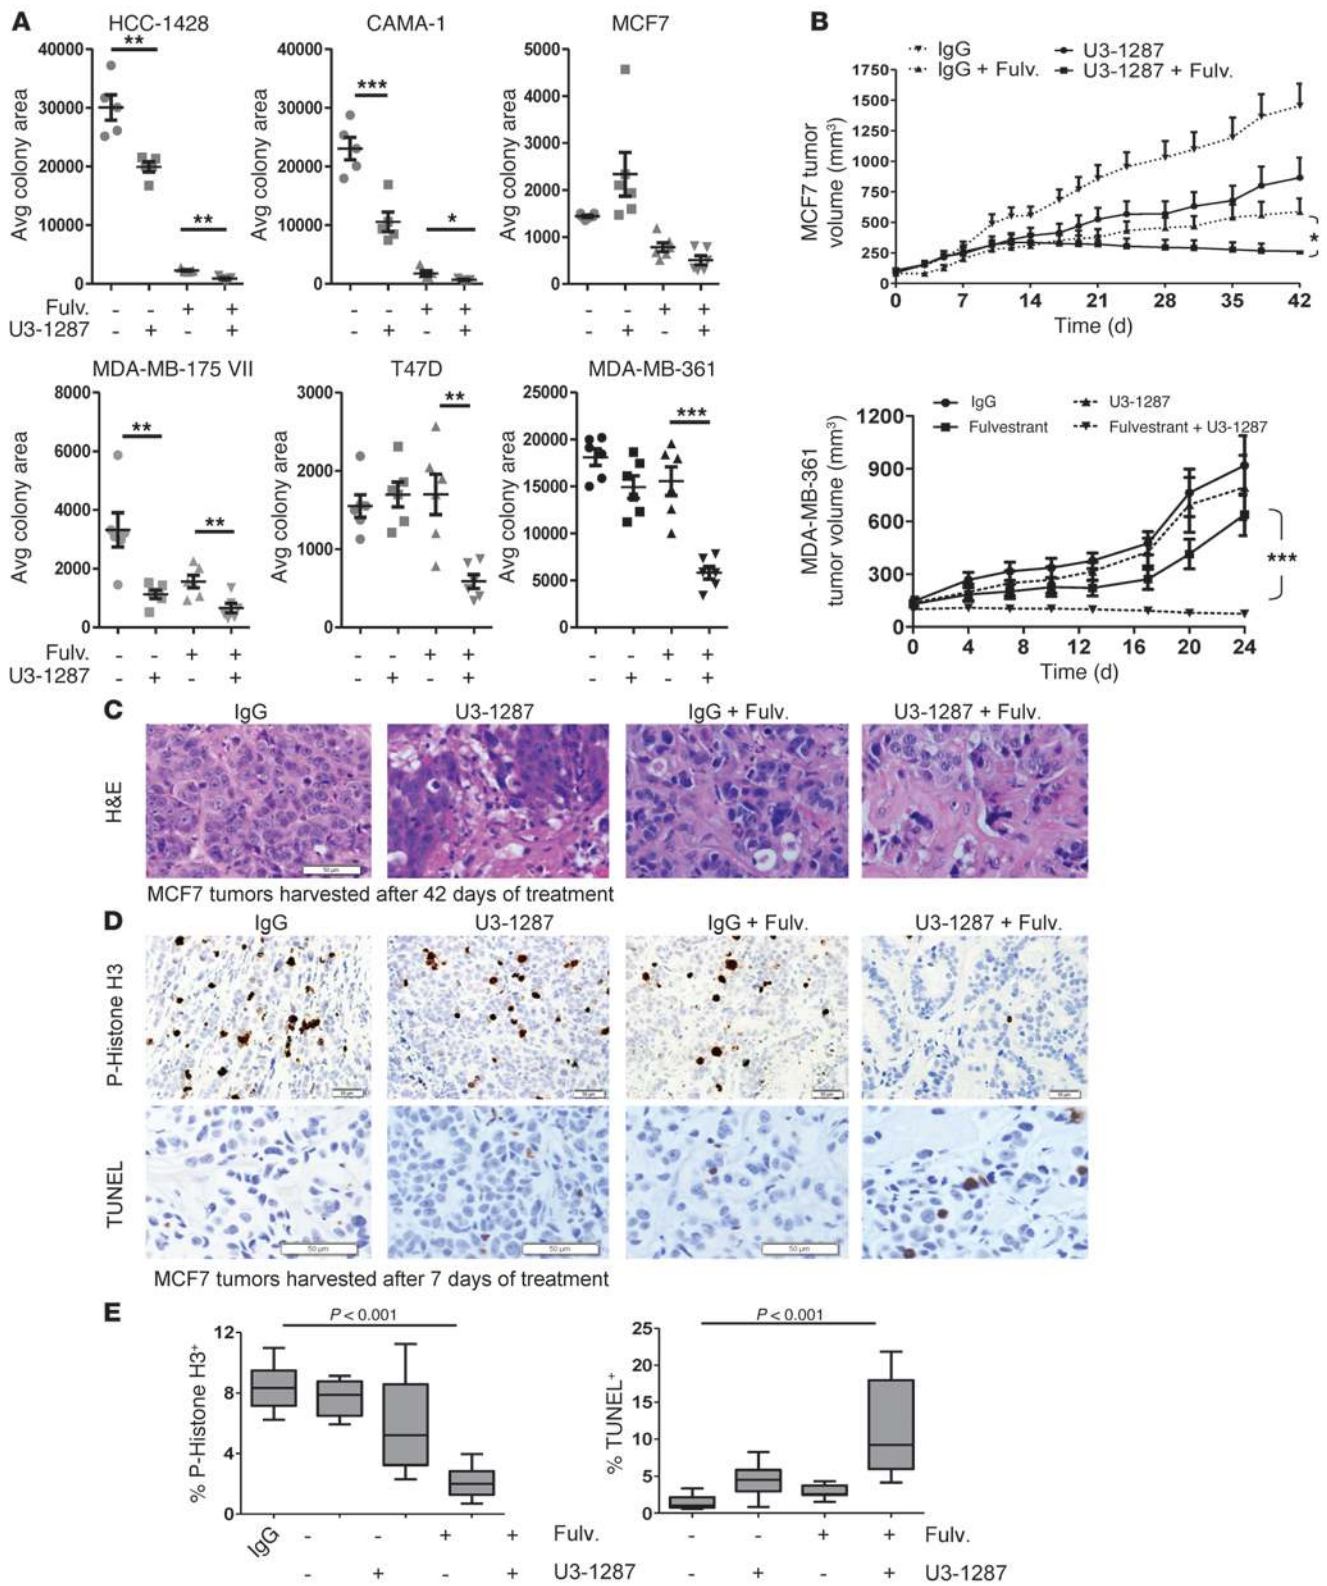 A
HCC-1428
CAMA-1
MCF7
Avg colony area
40000
30000
20000
10000
0
**
**
Avg colony area
40000
30000
20000
10000
0
***
*
Avg colony area
5000
4000
3000
2000
1000
0
Fulv. - - + + - - + + - - + +
U3-1287 - + - + - + - + - + - +
MDA-MB-175 VII
T47D
MDA-MB-361
Avg colony area
8000
6000
4000
2000
0
**
**
Avg colony area
3000
2000
1000
0
**
Avg colony area
25000
20000
15000
10000
5000
0
***
Fulv. - - + + - - + + - - + +
U3-1287 - + - + - + - + - + - +
B
IgG
U3-1287
IgG + Fulv.
U3-1287 + Fulv.
MCF7 tumor
volume (mm³)
1750
1500
1250
1000
750
500
250
0
*
0 7 14 21 28 35 42
Time (d)
IgG
U3-1287
Fulvestrant
Fulvestrant + U3-1287
MDA-MB-361
tumor volume (mm³)
1200
900
600
300
0
***
0 4 8 12 16 20 24
Time (d)
C
IgG
U3-1287
IgG + Fulv.
U3-1287 + Fulv.
H&E
50 µm
MCF7 tumors harvested after 42 days of treatment
D
IgG
U3-1287
IgG + Fulv.
U3-1287 + Fulv.
P-Histone H3
TUNEL
50 µm
50 µm
50 µm
MCF7 tumors harvested after 7 days of treatment
E
P < 0.001
% P-Histone H3⁺
12
8
4
0
IgG - - + + Fulv.
- + - + U3-1287
P < 0.001
% TUNEL⁺
25
20
15
10
5
0
- - + + Fulv.
- + - + U3-1287